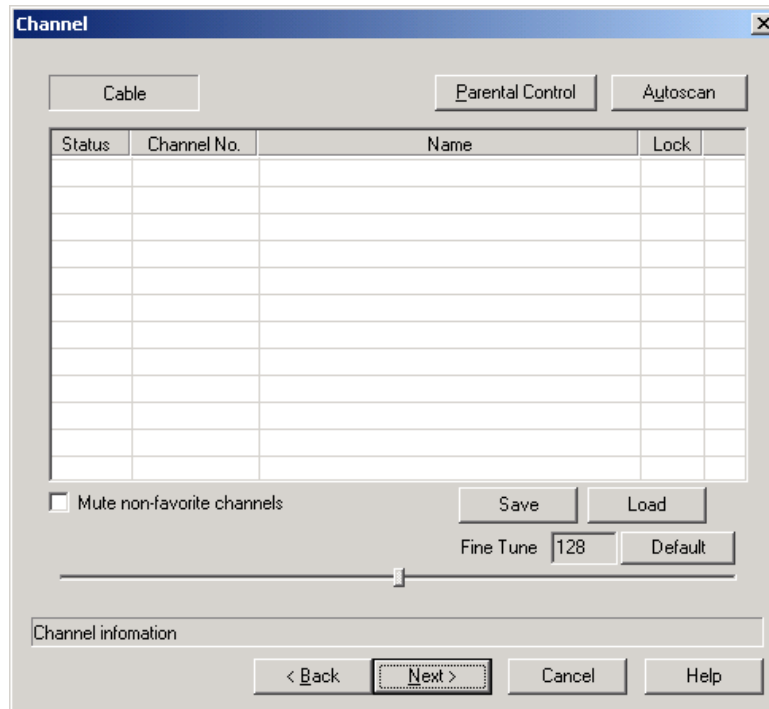 Channel
Cable Parental Control Autoscan
Status Channel No. Name Lock
Mute non-favorite channels Save Load
Fine Tune 128 Default
Channel infomation
< Back Next > Cancel Help